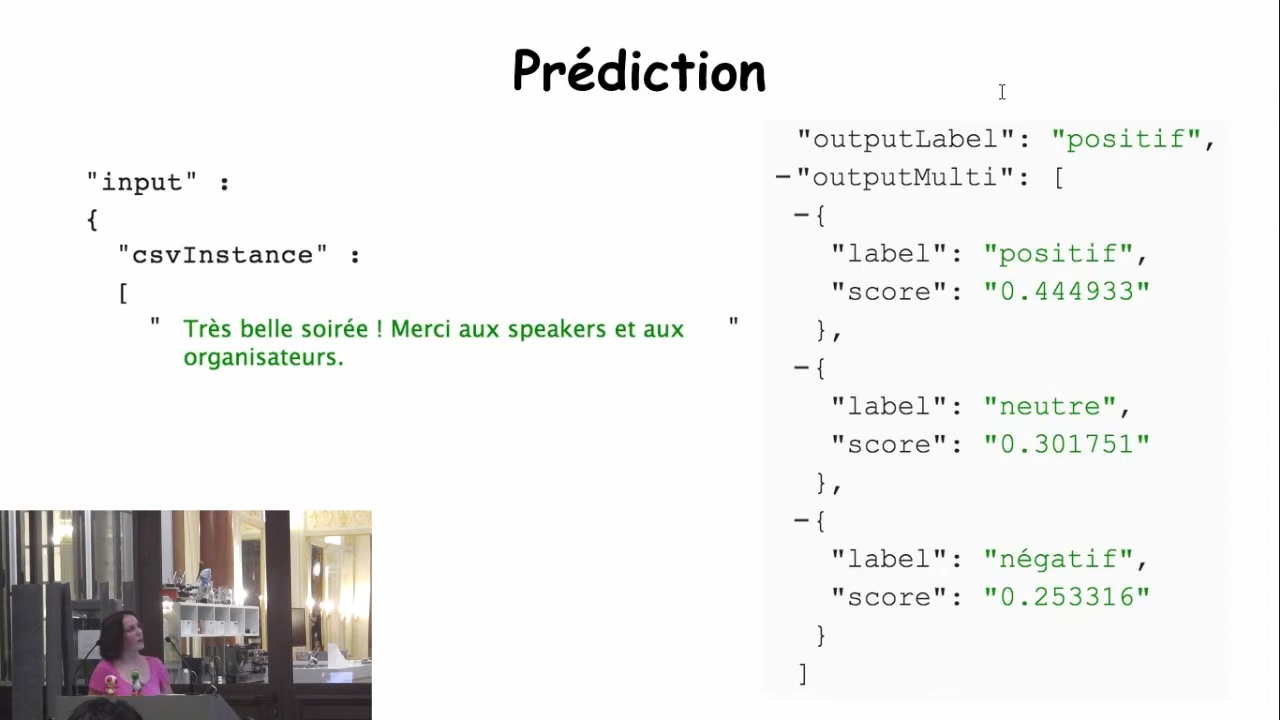 Prédiction
"input" :
{
"csvInstance" :
[
" Très belle soirée ! Merci aux speakers et aux "
organisateurs.
"outputLabel": "positif",
−"outputMulti": [
−{
"label": "positif",
"score": "0.444933"
},
−{
"label": "neutre",
"score": "0.301751"
},
−{
"label": "négatif",
"score": "0.253316"
}
]